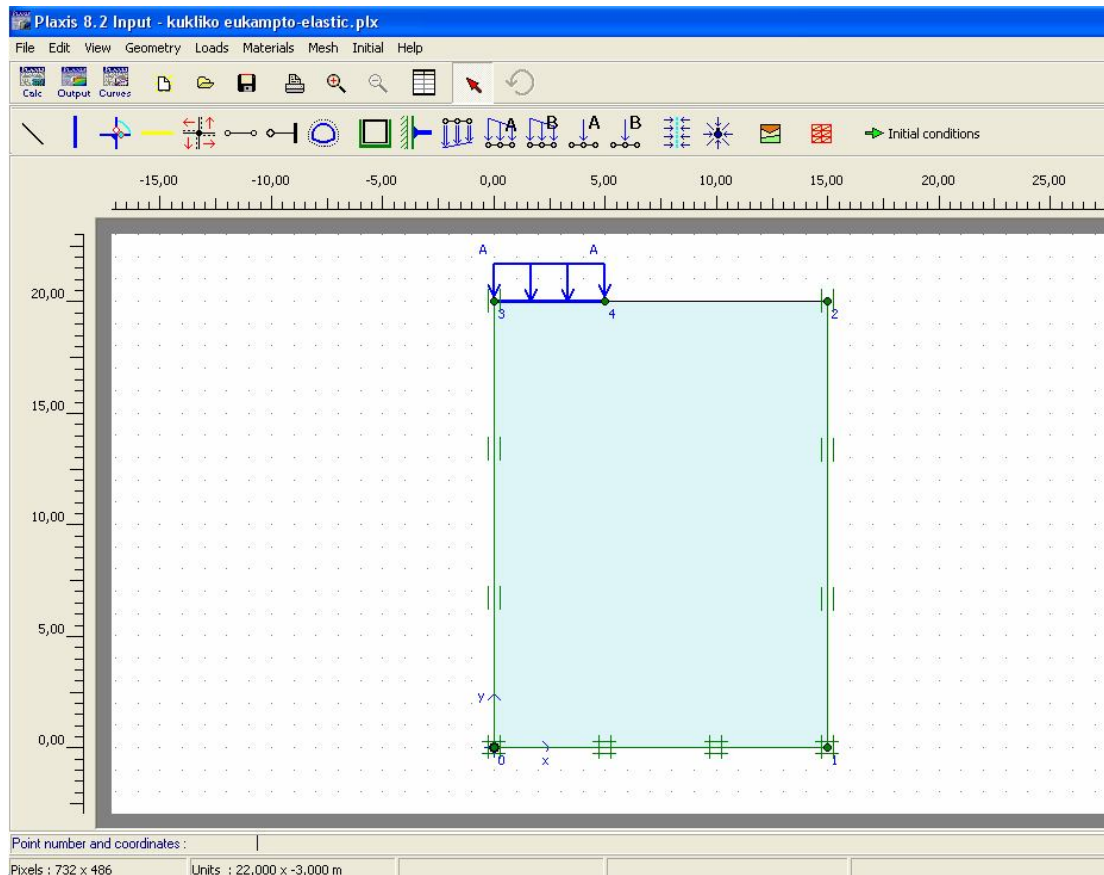 Plaxis 8.2 Input - kukliko eukampto-elastic.plx
File Edit View Geometry Loads Materials Mesh Initial Help
Calc Output Curves
A B A B Initial conditions
-15,00 -10,00 -5,00 0,00 5,00 10,00 15,00 20,00 25,00
A A
20,00
3 4 2
15,00
10,00
5,00
y
0,00
0 x 1
Point number and coordinates :
Pixels : 732 x 486 Units : 22,000 x -3,000 m